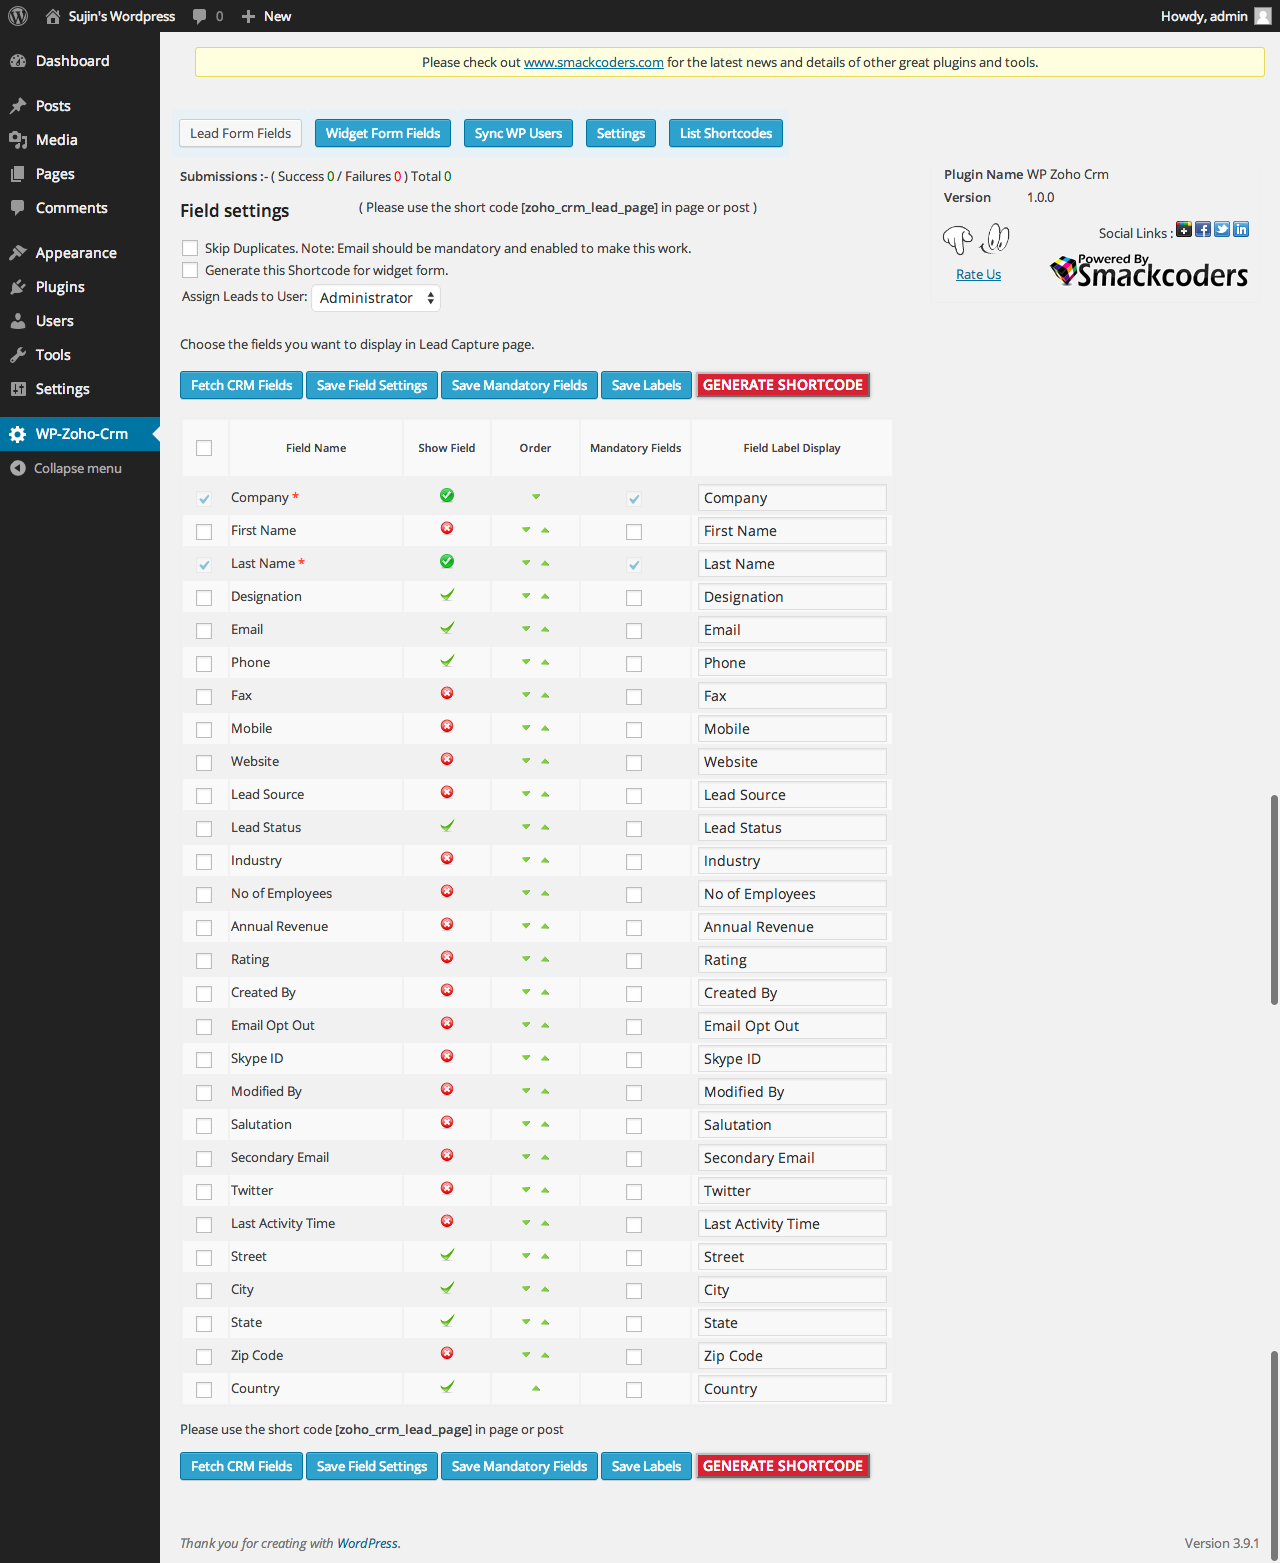 Sujin's Wordpress 0 + New Howdy, admin
Dashboard
Posts
Media
Pages
Comments
Appearance
Plugins
Users
Tools
Settings
WP-Zoho-Crm
Collapse menu
Please check out www.smackcoders.com for the latest news and details of other great plugins and tools.
Lead Form Fields Widget Form Fields Sync WP Users Settings List Shortcodes
Submissions :- ( Success 0 / Failures 0 ) Total 0
Field settings ( Please use the short code [zoho_crm_lead_page] in page or post )
Skip Duplicates. Note: Email should be mandatory and enabled to make this work.
Generate this Shortcode for widget form.
Assign Leads to User: Administrator
Plugin Name WP Zoho Crm
Version 1.0.0
Social Links :
Rate Us
Powered By
Smackcoders
Choose the fields you want to display in Lead Capture page.
Fetch CRM Fields Save Field Settings Save Mandatory Fields Save Labels GENERATE SHORTCODE
Field Name Show Field Order Mandatory Fields Field Label Display
Company * Company
First Name First Name
Last Name * Last Name
Designation Designation
Email Email
Phone Phone
Fax Fax
Mobile Mobile
Website Website
Lead Source Lead Source
Lead Status Lead Status
Industry Industry
No of Employees No of Employees
Annual Revenue Annual Revenue
Rating Rating
Created By Created By
Email Opt Out Email Opt Out
Skype ID Skype ID
Modified By Modified By
Salutation Salutation
Secondary Email Secondary Email
Twitter Twitter
Last Activity Time Last Activity Time
Street Street
City City
State State
Zip Code Zip Code
Country Country
Please use the short code [zoho_crm_lead_page] in page or post
Fetch CRM Fields Save Field Settings Save Mandatory Fields Save Labels GENERATE SHORTCODE
Thank you for creating with WordPress. Version 3.9.1